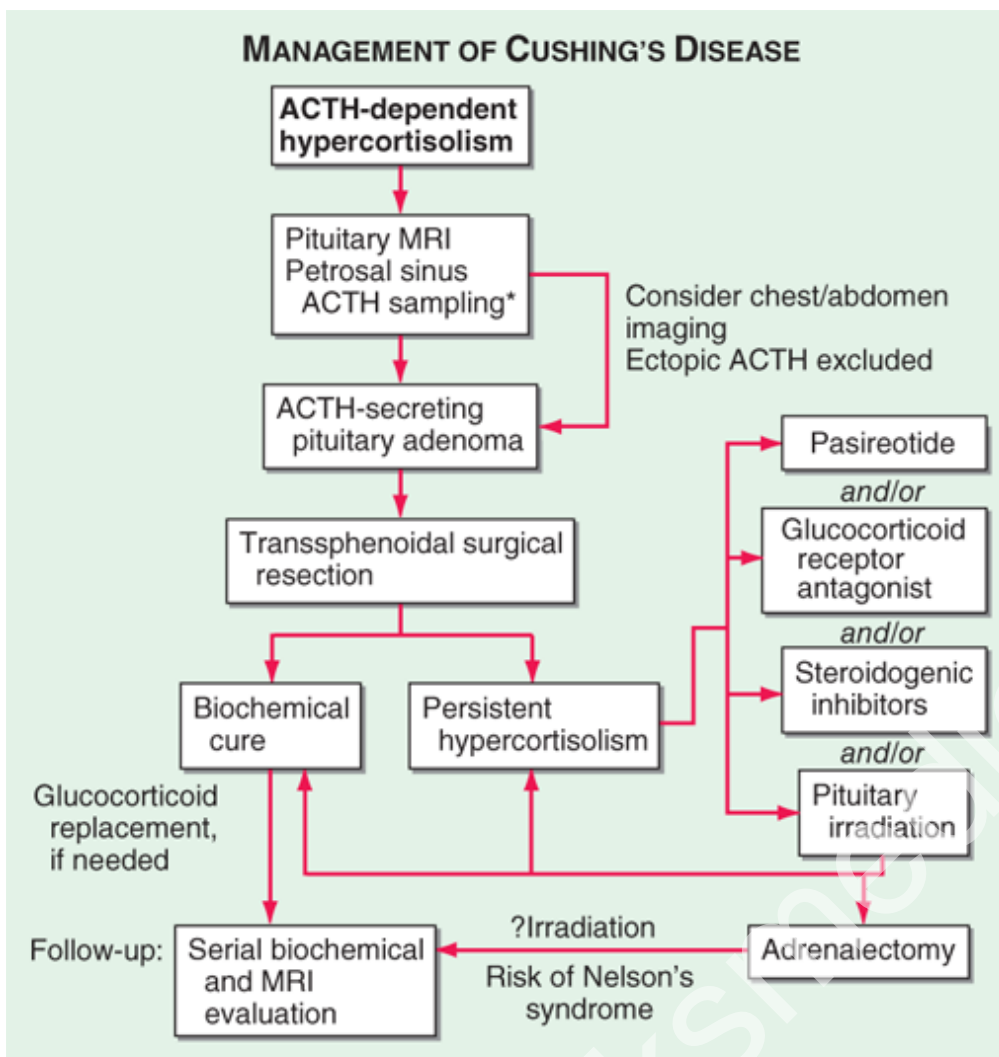 MANAGEMENT OF CUSHING'S DISEASE
ACTH-dependent
hypercortisolism
Pituitary MRI
Petrosal sinus
ACTH sampling*
Consider chest/abdomen
imaging
Ectopic ACTH excluded
ACTH-secreting
pituitary adenoma
Transsphenoidal surgical
resection
Pasireotide
and/or
Glucocorticoid
receptor
antagonist
and/or
Steroidogenic
inhibitors
and/or
Pituitary
irradiation
Biochemical
cure
Persistent
hypercortisolism
Glucocorticoid
replacement,
if needed
Follow-up:
Serial biochemical
and MRI
evaluation
?Irradiation
Risk of Nelson's
syndrome
Adrenalectomy